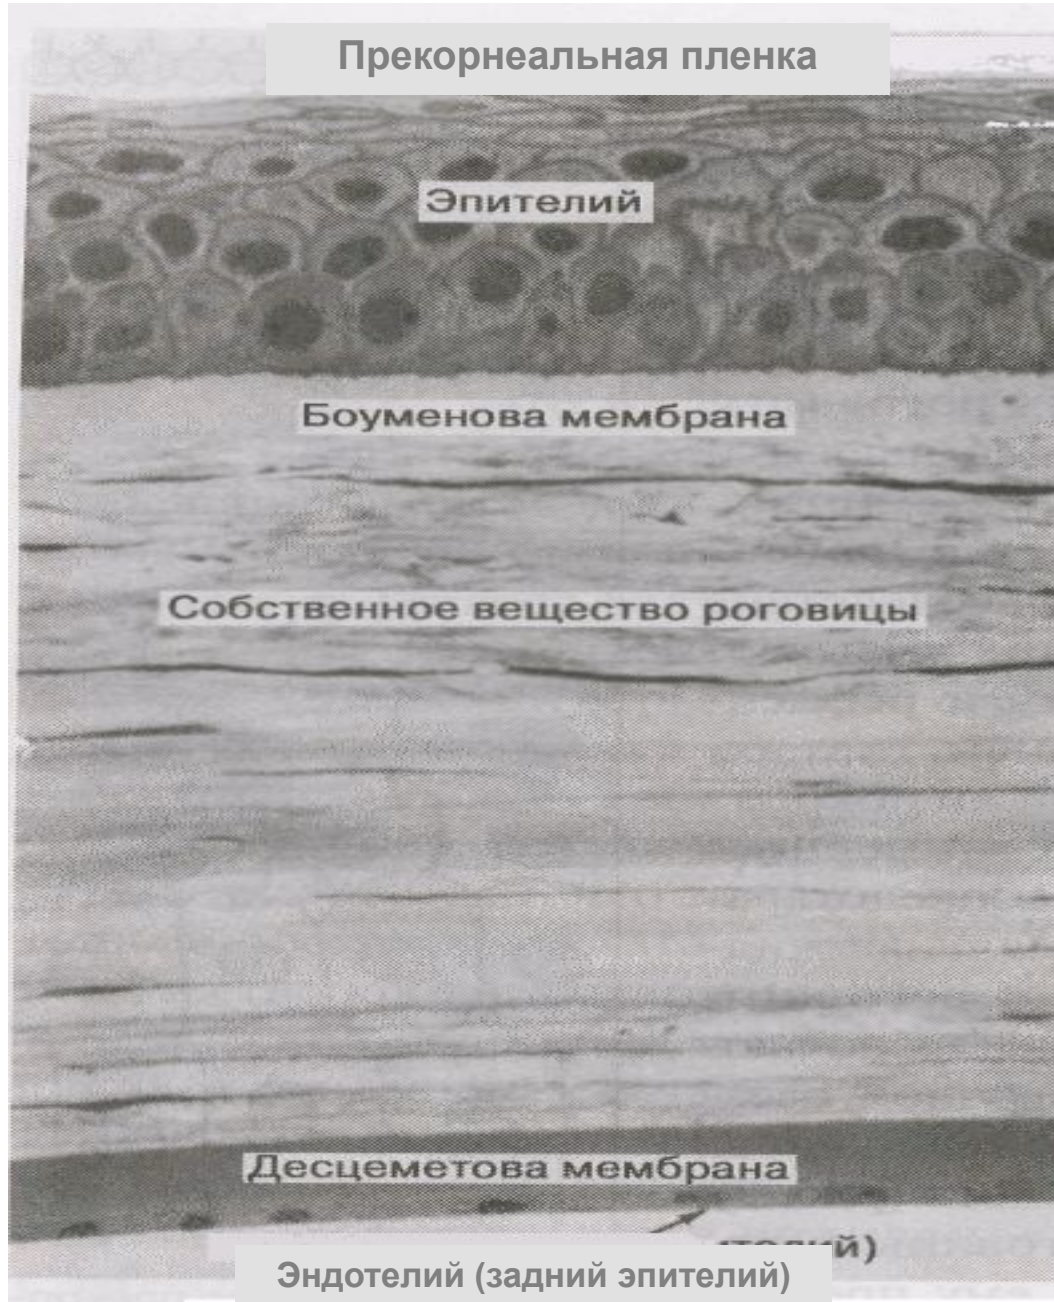 Прекорнеальная пленка
Эпителий
Боуменова мембрана
Собственное вещество роговицы
Десцеметова мембрана
Эндотелий (задний эпителий)